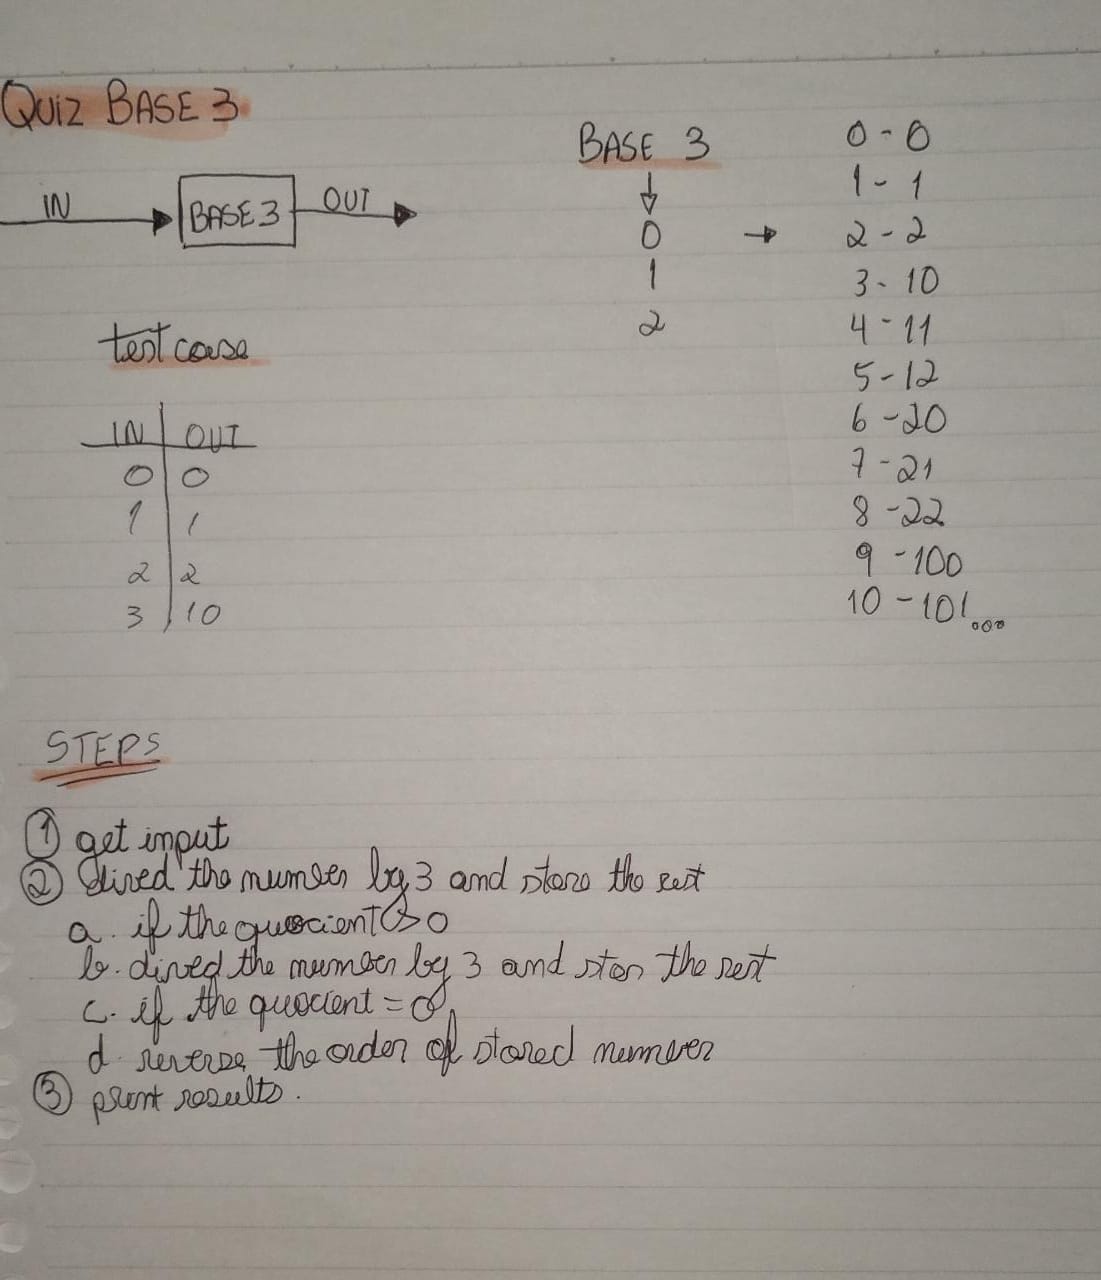 QUIZ BASE 3
IN
BASE 3
OUT
test case
IN OUT
0 0
1 1
2 2
3 10
BASE 3
0
1
2
0 - 0
1 - 1
2 - 2
3 - 10
4 - 11
5 - 12
6 - 20
7 - 21
8 - 22
9 - 100
10 - 101...
STEPS
1 get input
2 dived the number by 3 and store the rest
a. if the quocient > 0
b. dived the number by 3 and stor the rest
c. if the quocient = 0,
d. reverse the order of stored number
3 print results.